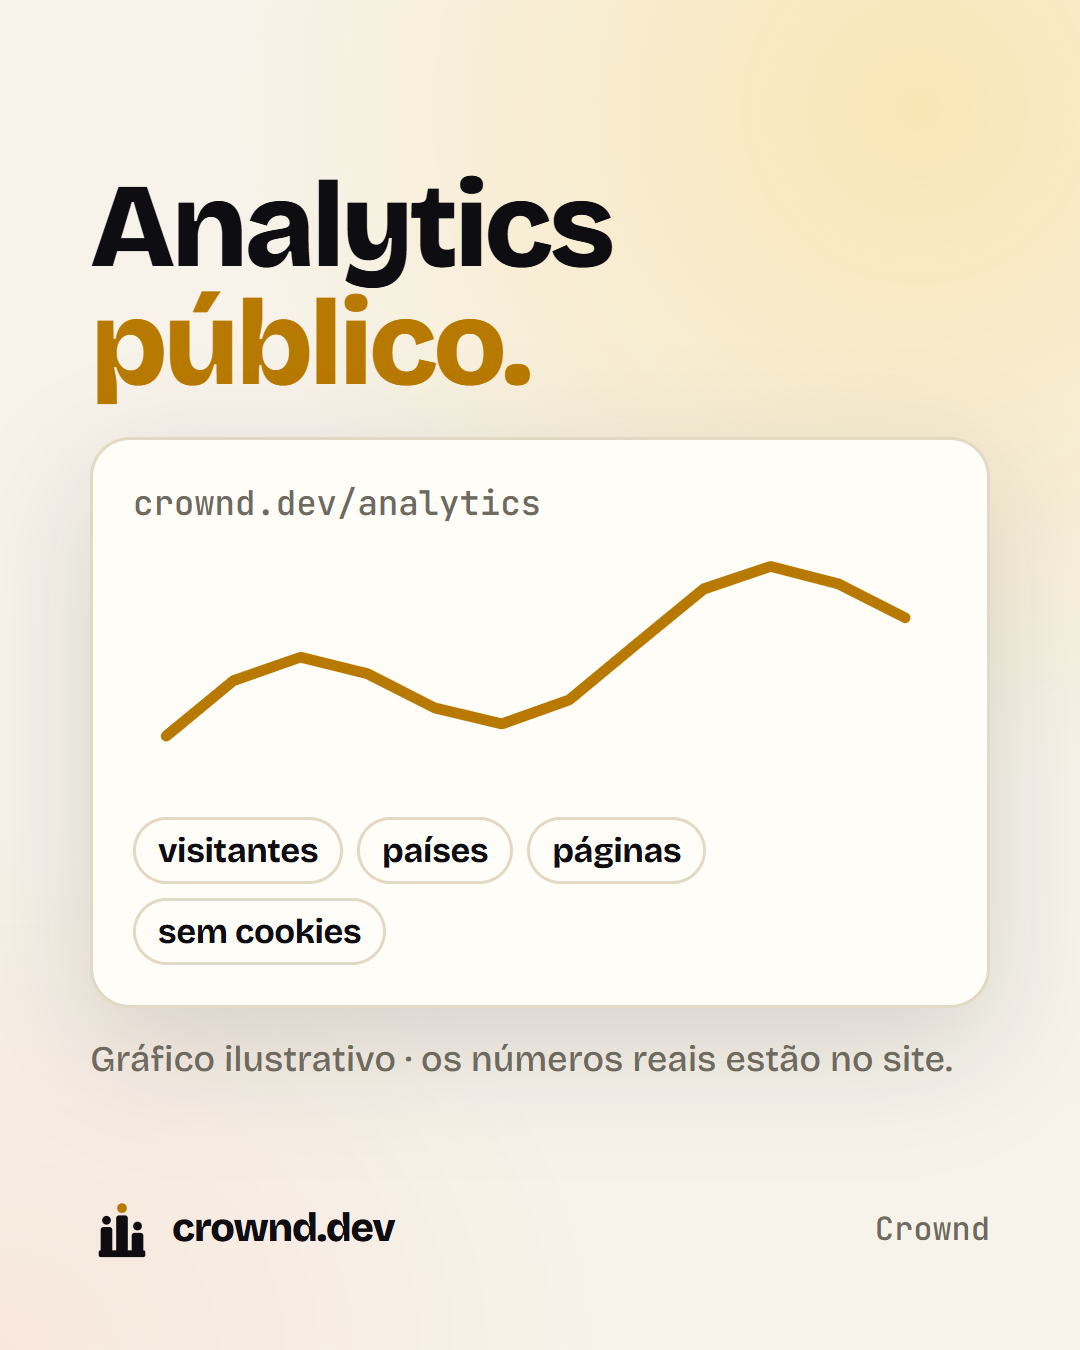 Analytics
público.
crownd.dev/analytics
visitantes
países
páginas
sem cookies
Gráfico ilustrativo · os números reais estão no site.
crownd.dev
Crownd